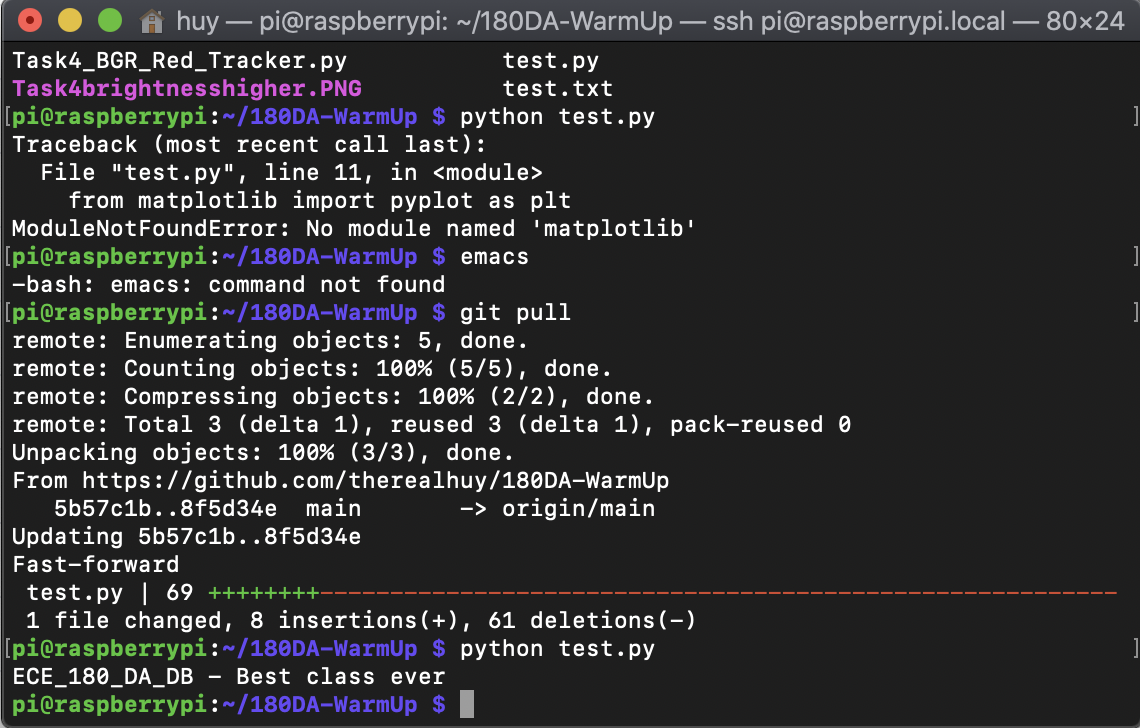 huy — pi@raspberrypi: ~/180DA-WarmUp — ssh pi@raspberrypi.local — 80×24
Task4_BGR_Red_Tracker.py           test.py
Task4brightnesshigher.PNG          test.txt
[pi@raspberrypi:~/180DA-WarmUp $ python test.py                                  ]
Traceback (most recent call last):
  File "test.py", line 11, in <module>
    from matplotlib import pyplot as plt
ModuleNotFoundError: No module named 'matplotlib'
[pi@raspberrypi:~/180DA-WarmUp $ emacs                                           ]
-bash: emacs: command not found
[pi@raspberrypi:~/180DA-WarmUp $ git pull                                        ]
remote: Enumerating objects: 5, done.
remote: Counting objects: 100% (5/5), done.
remote: Compressing objects: 100% (2/2), done.
remote: Total 3 (delta 1), reused 3 (delta 1), pack-reused 0
Unpacking objects: 100% (3/3), done.
From https://github.com/therealhuy/180DA-WarmUp
   5b57c1b..8f5d34e  main       -> origin/main
Updating 5b57c1b..8f5d34e
Fast-forward
 test.py | 69 ++++++++---------------------------------------------------------
 1 file changed, 8 insertions(+), 61 deletions(-)
[pi@raspberrypi:~/180DA-WarmUp $ python test.py                                  ]
ECE_180_DA_DB - Best class ever
pi@raspberrypi:~/180DA-WarmUp $